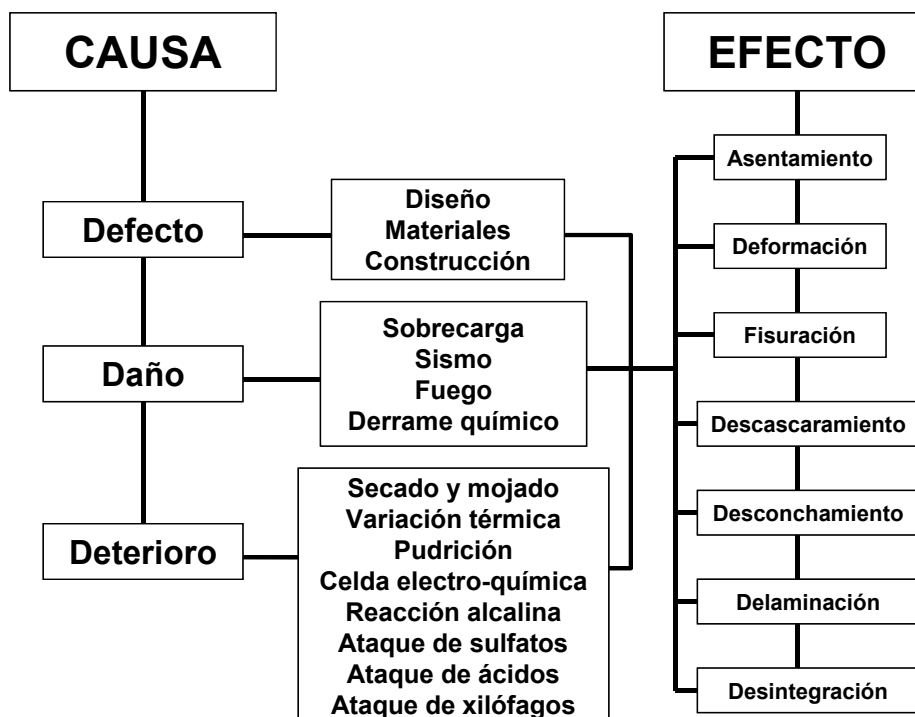 CAUSA
Defecto
Daño
Deterioro
Diseño
Materiales
Construcción
Sobrecarga
Sismo
Fuego
Derrame químico
Secado y mojado
Variación térmica
Pudrición
Celda electro-química
Reacción alcalina
Ataque de sulfatos
Ataque de ácidos
Ataque de xilófagos
EFECTO
Asentamiento
Deformación
Fisuración
Descascaramiento
Desconchamiento
Delaminación
Desintegración